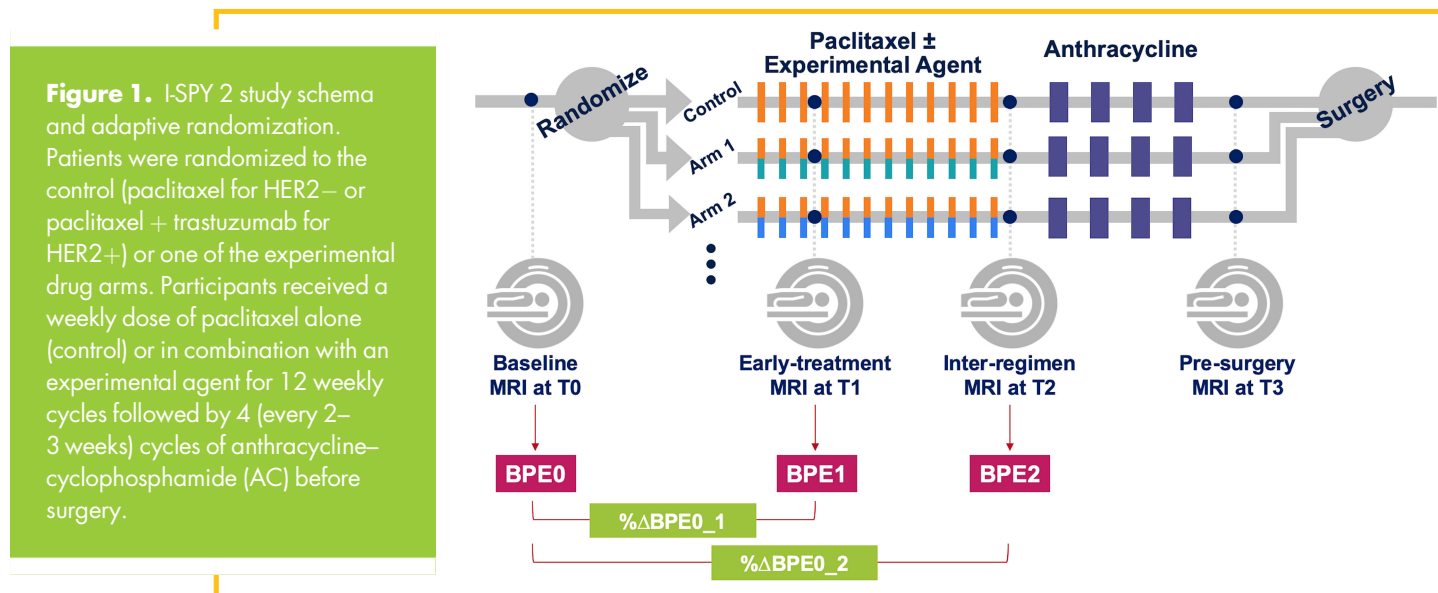 Figure 1. I-SPY 2 study schema
and adaptive randomization.
Patients were randomized to the
control (paclitaxel for HER2− or
paclitaxel + trastuzumab for
HER2+) or one of the experimental
drug arms. Participants received a
weekly dose of paclitaxel alone
(control) or in combination with an
experimental agent for 12 weekly
cycles followed by 4 (every 2–
3 weeks) cycles of anthracycline–
cyclophosphamide (AC) before
surgery.
Paclitaxel ±
Experimental Agent
Anthracycline
Randomize
Control
Arm 1
Arm 2
Surgery
Baseline
MRI at T0
Early-treatment
MRI at T1
Inter-regimen
MRI at T2
Pre-surgery
MRI at T3
BPE0
BPE1
BPE2
%ΔBPE0_1
%ΔBPE0_2